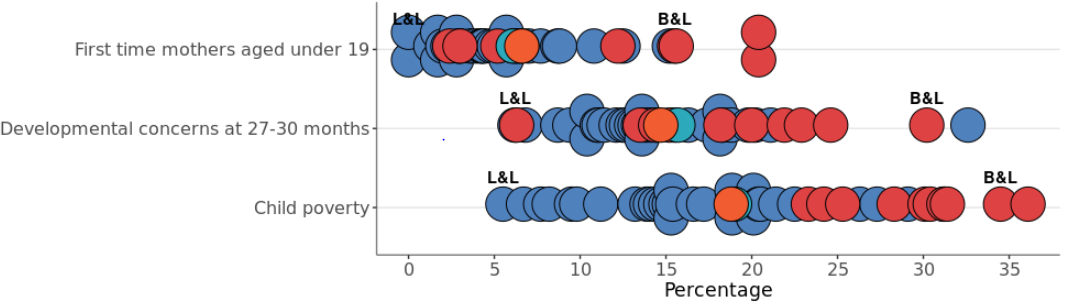 L&L B&L
First time mothers aged under 19
L&L B&L
Developmental concerns at 27-30 months
L&L B&L
Child poverty
0 5 10 15 20 25 30 35
Percentage